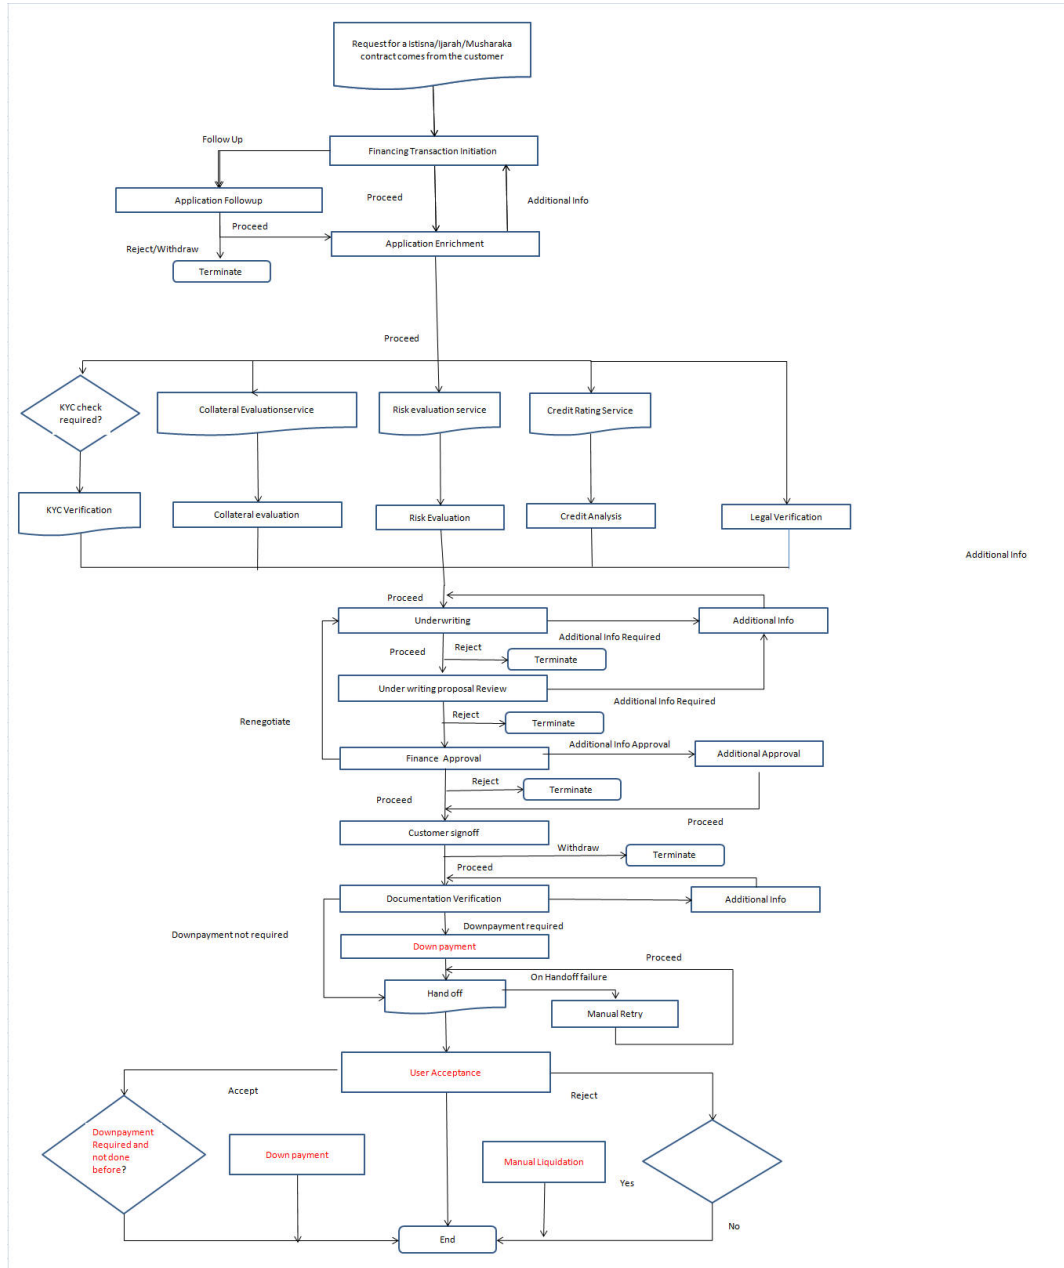 Request for a Istisna/Ijarah/Musharaka
contract comes from the customer
Follow Up
Financing Transaction Initiation
Proceed
Additional Info
Application Followup
Proceed
Application Enrichment
Reject/Withdraw
Terminate
Proceed
KYC check
required?
Collateral Evaluationservice
Risk evaluation service
Credit Rating Service
KYC Verification
Collateral evaluation
Risk Evaluation
Credit Analysis
Legal Verification
Additional Info
Proceed
Underwriting
Additional Info
Additional Info Required
Proceed
Reject
Terminate
Under writing proposal Review
Additional Info Required
Renegotiate
Reject
Terminate
Additional Info Approval
Finance Approval
Additional Approval
Reject
Terminate
Proceed
Proceed
Customer signoff
Withdraw
Terminate
Proceed
Documentation Verification
Additional Info
Downpayment not required
Downpayment required
Down payment
Proceed
On Handoff failure
Hand off
Manual Retry
User Acceptance
Accept
Reject
Downpayment
Required and
not done
before?
Down payment
Manual Liquidation
Yes
No
End